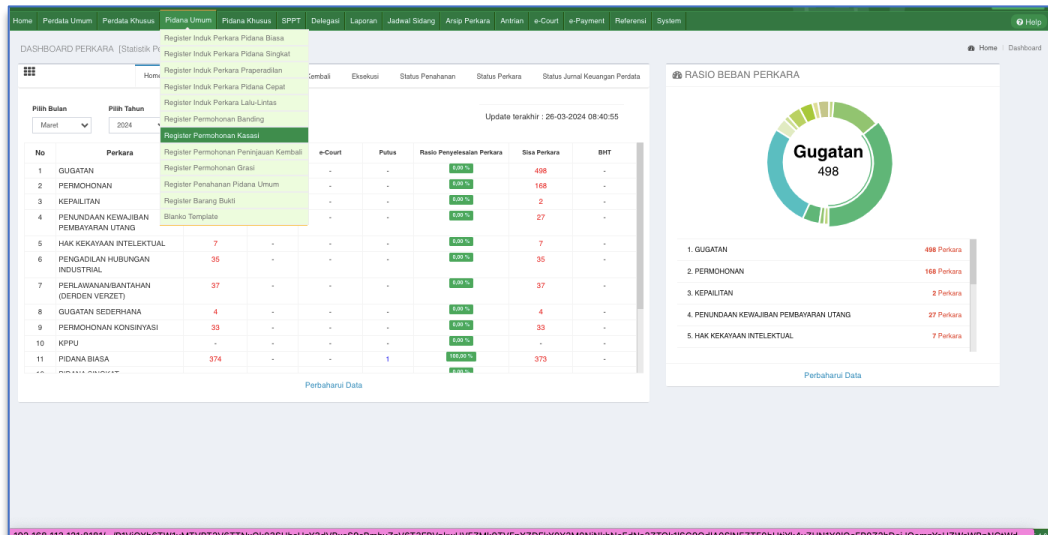 Home Perdata Umum Perdata Khusus Pidana Umum Pidana Khusus SPPT Delegasi Laporan Jadwal Sidang Arsip Perkara Antrian e-Court e-Payment Referensi System Help
DASHBOARD PERKARA [Statistik Home Dashboard
Register Induk Perkara Pidana Biasa
Register Induk Perkara Pidana Singkat
Register Induk Perkara Praperadilan
Register Induk Perkara Pidana Cepat
Register Induk Perkara Lalu-Lintas
Register Permohonan Banding
Register Permohonan Kasasi
Register Permohonan Peninjauan Kembali
Register Permohonan Grasi
Register Penahanan Pidana Umum
Register Barang Bukti
Blanko Template
Home Kembali Eksekusi Status Penahanan Status Perkara Status Jurnal Keuangan Perdata
Pilih Bulan Pilih Tahun
Maret 2024
Update terakhir : 26-03-2024 08:40:55
No Perkara e-Court Putus Rasio Penyelesaian Perkara Sisa Perkara BHT
1 GUGATAN - - 0,00 % 498 -
2 PERMOHONAN - - 0,00 % 168 -
3 KEPAILITAN - - 0,00 % 2 -
4 PENUNDAAN KEWAJIBAN - - 0,00 % 27 -
PEMBAYARAN UTANG
5 HAK KEKAYAAN INTELEKTUAL 7 - - - 0,00 % 7 -
6 PENGADILAN HUBUNGAN 35 - - - 0,00 % 35 -
INDUSTRIAL
7 PERLAWANAN/BANTAHAN 37 - - - 0,00 % 37 -
(DERDEN VERZET)
8 GUGATAN SEDERHANA 4 - - - 0,00 % 4 -
9 PERMOHONAN KONSINYASI 33 - - - 0,00 % 33 -
10 KPPU - - - - 0,00 % - -
11 PIDANA BIASA 374 - - 1 100,00 % 373 -
Perbaharui Data
RASIO BEBAN PERKARA
Gugatan
498
1. GUGATAN 498 Perkara
2. PERMOHONAN 168 Perkara
3. KEPAILITAN 2 Perkara
4. PENUNDAAN KEWAJIBAN PEMBAYARAN UTANG 27 Perkara
5. HAK KEKAYAAN INTELEKTUAL 7 Perkara
Perbaharui Data